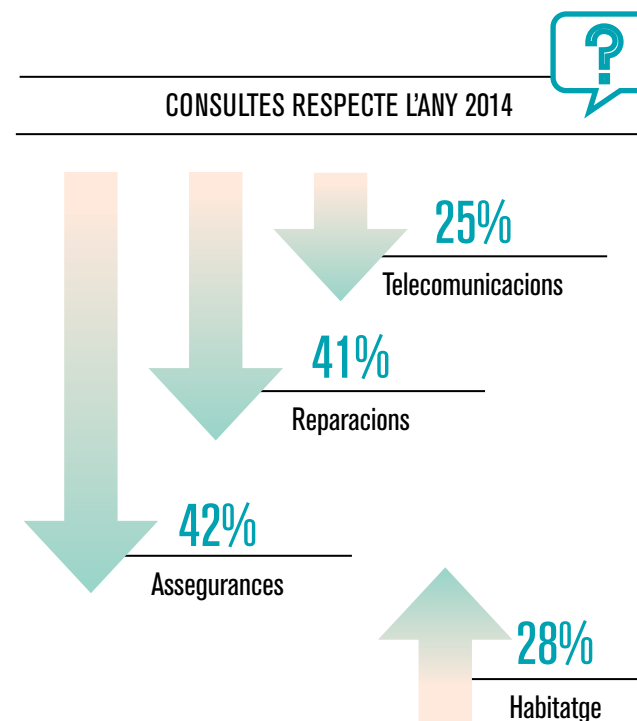 CONSULTES RESPECTE L'ANY 2014
25%
Telecomunicacions
41%
Reparacions
42%
Assegurances
28%
Habitatge